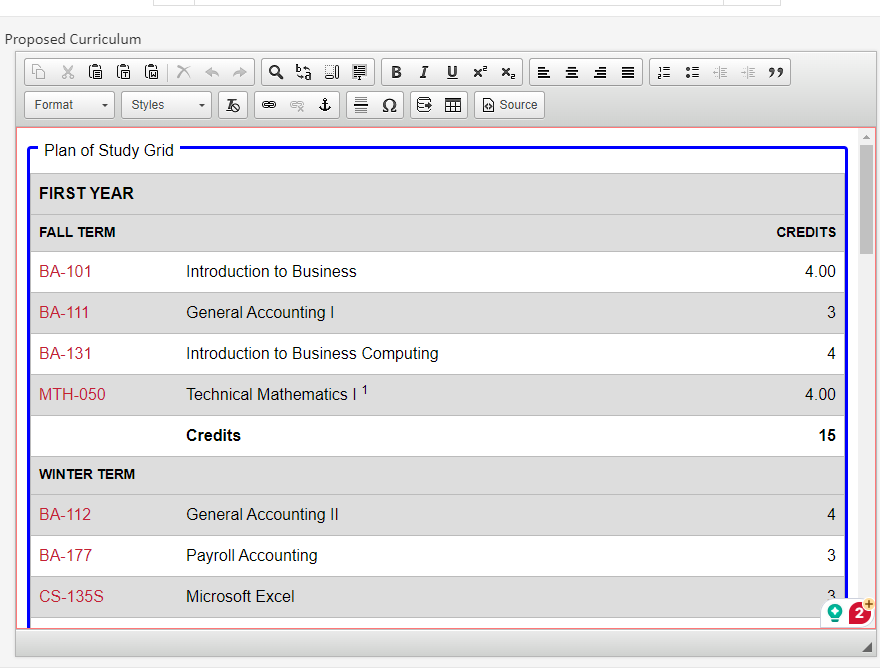 Proposed Curriculum
B I U x² x₂
Format Styles Source
Plan of Study Grid
FIRST YEAR
FALL TERM CREDITS
BA-101 Introduction to Business 4.00
BA-111 General Accounting I 3
BA-131 Introduction to Business Computing 4
MTH-050 Technical Mathematics I ¹ 4.00
Credits 15
WINTER TERM
BA-112 General Accounting II 4
BA-177 Payroll Accounting 3
CS-135S Microsoft Excel 3
2